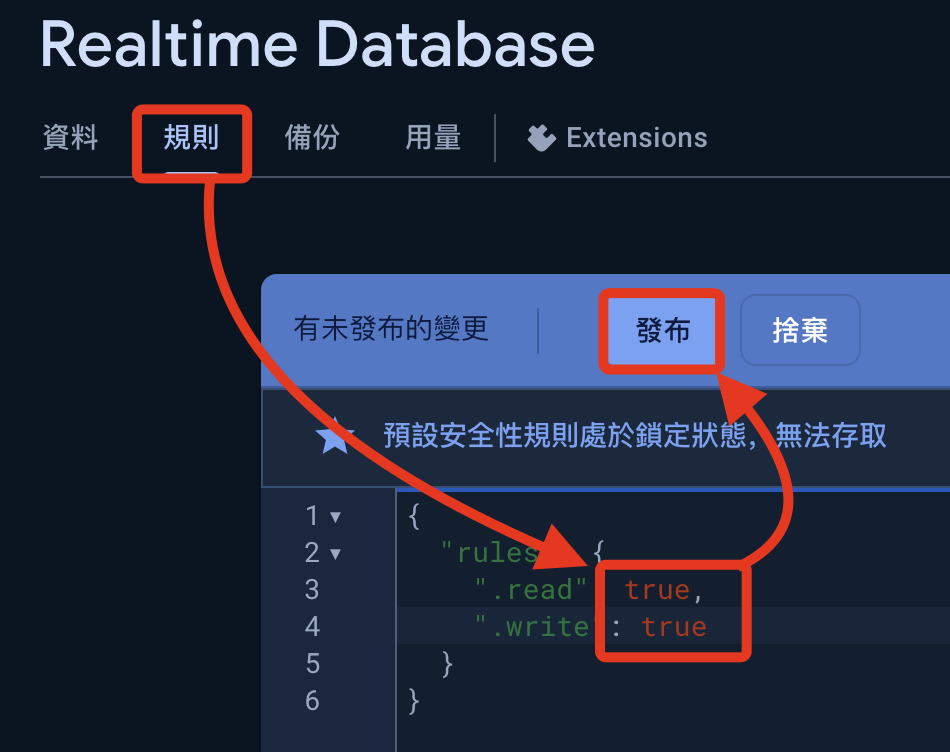 Realtime Database
資料 規則 備份 用量 Extensions
有未發布的變更 發布 捨棄
預設安全性規則處於鎖定狀態，無法存取
1 {
2 "rules {
3 ".read" true,
4 ".write": true
5 }
6 }